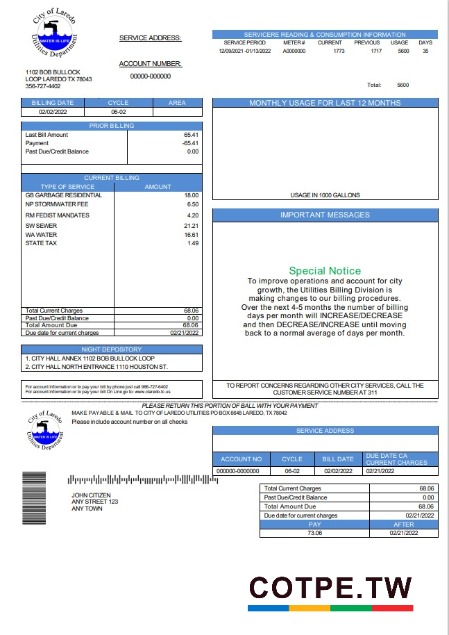 City of Laredo
WATER IS LIFE
Utilities Department
1102 BOB BULLOCK
LOOP LAREDO TX 78043
356-727-4402
SERVICE ADDRESS:
ACCOUNT NUMBER:
00000-000000
SERVICERE READING & CONSUMPTION INFORMATION
SERVICE PERIOD METER # CURRENT PREVIOUS USAGE DAYS
12/09/2021 -01/13/2022 A0000000 1773 1717 5600 35
Total: 5600
BILLING DATE CYCLE AREA
02/02/2022 06-02
PRIOR BILLING
Last Bill Amount 65.41
Payment -65.41
Past Due/Credit Balance 0.00
CURRENT BILLING
TYPE OF SERVICE AMOUNT
GB GARBAGE RESIDENTIAL 18.00
NP STORMWATER FEE 6.50
RM FEDIST MANDATES 4.20
SW SEWER 21.21
WA WATER 16.61
STATE TAX 1.49
Total Current Charges 68.06
Past Due/Credit Balance 0.00
Total Amount Due 68.06
Due date for current charges 02/21/2022
NIGHT DEPOSITORY
1. CITY HALL ANNEX 1102 BOB BULLOCK LOOP
2. CITY HALL NORTH ENTRANCE 1110 HOUSTON ST.
For account information or to pay your bill by phone just call 956-727-6402
For account information or to pay your bill On Line go to: www.cilaredo.tx.us
MONTHLY USAGE FOR LAST 12 MONTHS
USAGE IN 1000 GALLONS
IMPORTANT MESSAGES
Special Notice
To improve operations and account for city
growth, the Utilities Billing Division is
making changes to our billing procedures.
Over the next 4-5 months the number of billing
days per month will INCREASE/DECREASE
and then DECREASE/INCREASE until moving
back to a normal average of days per month.
TO REPORT CONCERNS REGARDING OTHER CITY SERVICES, CALL THE
CUSTOMER SERVICE NUMBER AT 311
PLEASE RETURN THIS PORTION OF BALL WITH YOUR PAYMENT
MAKE PAYABLE & MAIL TO CITY OF LAREDO UTILITIES PO BOX 6548 LAREDO, TX 78042
Please include account number on all checks
City of Laredo
WATER IS LIFE
Utilities Department
SERVICE ADDRESS
ACCOUNT NO CYCLE BILL DATE DUE DATE CA CURRENT CHARGES
000000-0000000 06-02 02/02/2022 02/21/2022
JOHN CITIZEN
ANY STREET 123
ANY TOWN
Total Current Charges 68.06
Past Due/Credit Balance 0.00
Total Amount Due 68.06
Due date for current charges 02/21/2022
PAY AFTER
73.06 02/21/2022
COTPE.TW